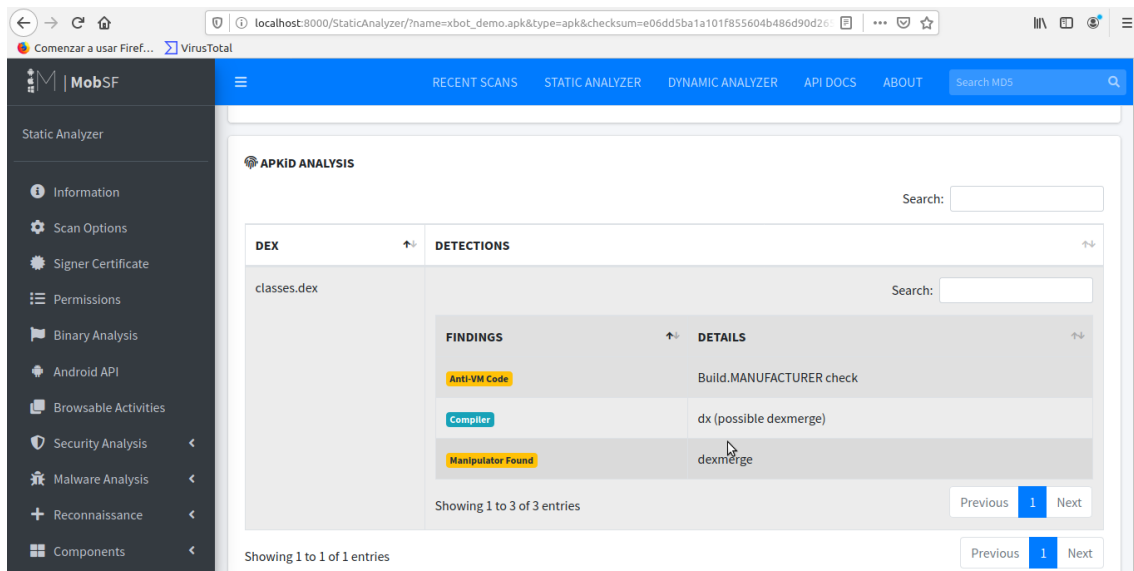 localhost:8000/StaticAnalyzer/?name=xbot_demo.apk&type=apk&checksum=e06dd5ba1a101f855604b486d90d26
Comenzar a usar Firef... VirusTotal
MobSF
RECENT SCANS STATIC ANALYZER DYNAMIC ANALYZER API DOCS ABOUT Search MD5
Static Analyzer
Information
Scan Options
Signer Certificate
Permissions
Binary Analysis
Android API
Browsable Activities
Security Analysis
Malware Analysis
Reconnaissance
Components
APKiD ANALYSIS
Search:
DEX DETECTIONS
classes.dex
Search:
FINDINGS DETAILS
Anti-VM Code Build.MANUFACTURER check
Compiler dx (possible dexmerge)
Manipulator Found dexmerge
Showing 1 to 3 of 3 entries Previous 1 Next
Showing 1 to 1 of 1 entries Previous 1 Next